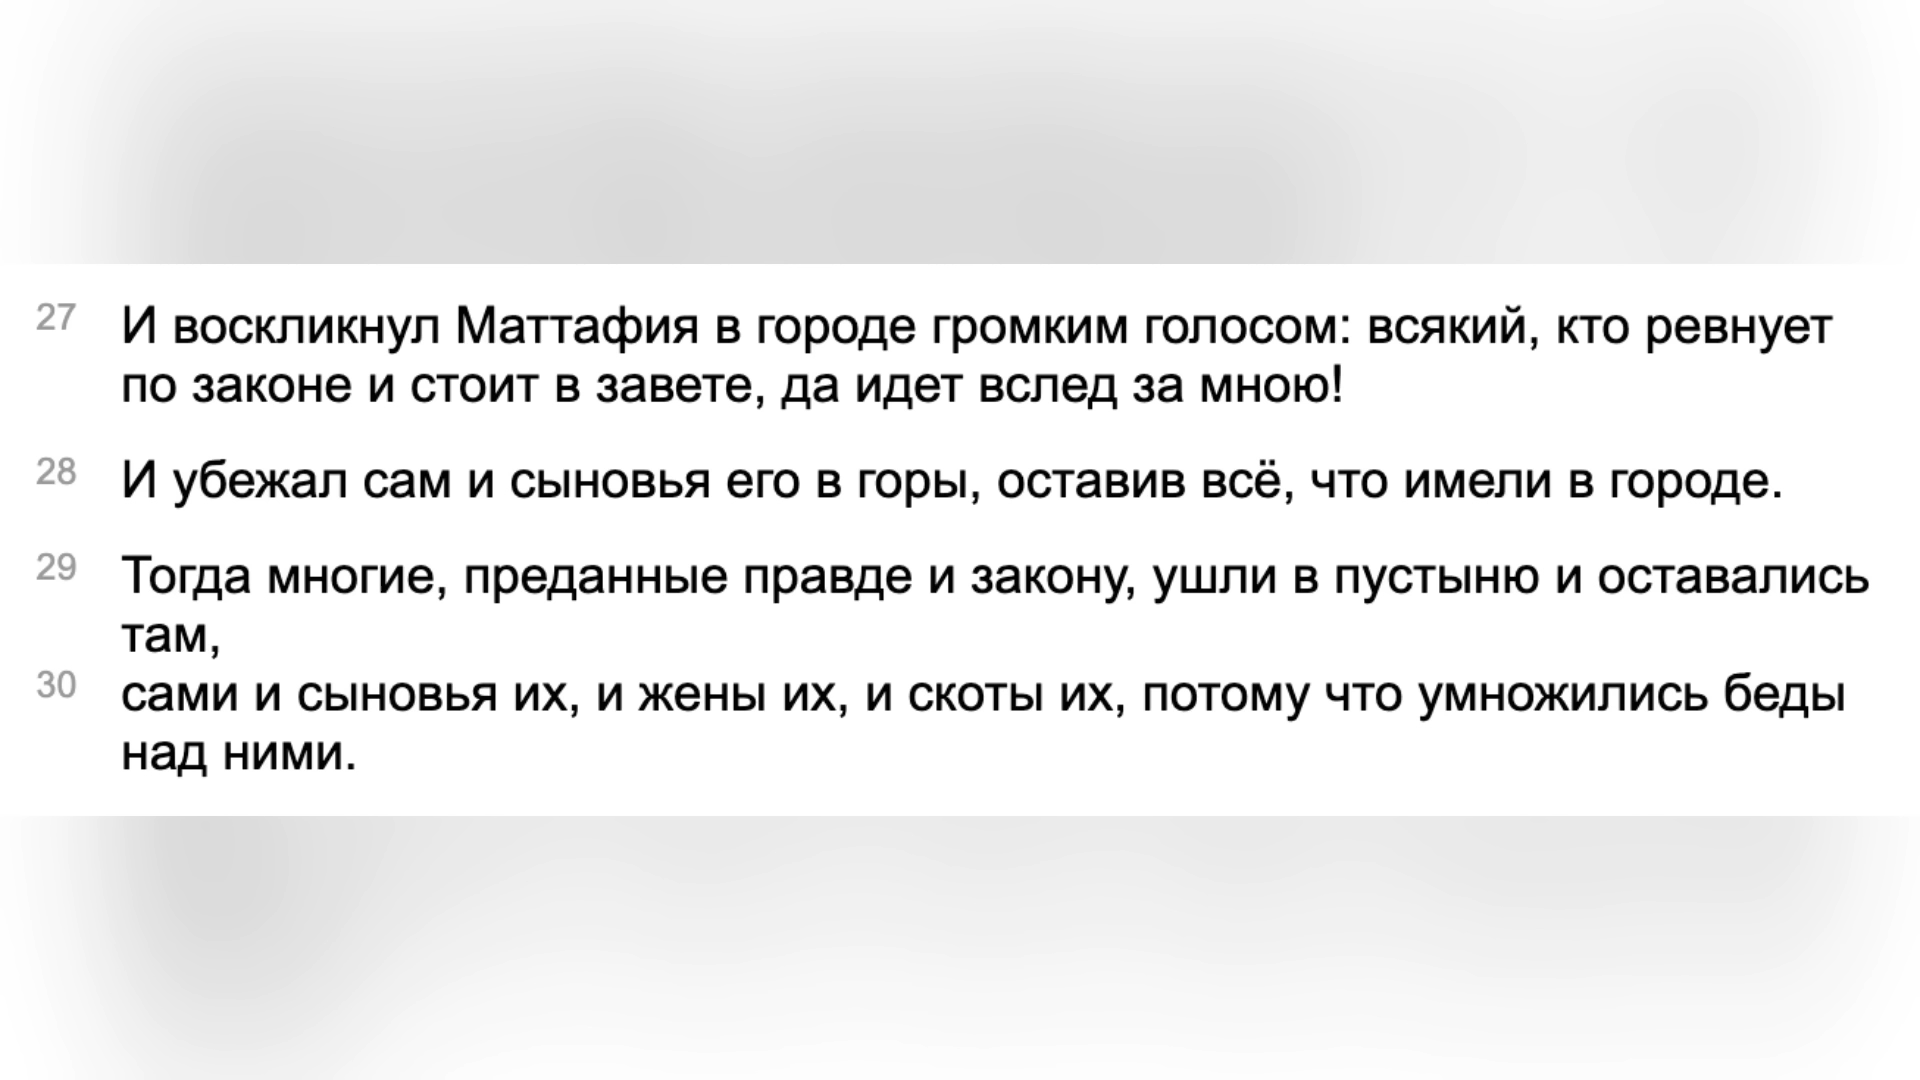 27 И воскликнул Маттафия в городе громким голосом: всякий, кто ревнует
по законе и стоит в завете, да идет вслед за мною!
28 И убежал сам и сыновья его в горы, оставив всё, что имели в городе.
29 Тогда многие, преданные правде и закону, ушли в пустыню и оставались
там,
30 сами и сыновья их, и жены их, и скоты их, потому что умножились беды
над ними.